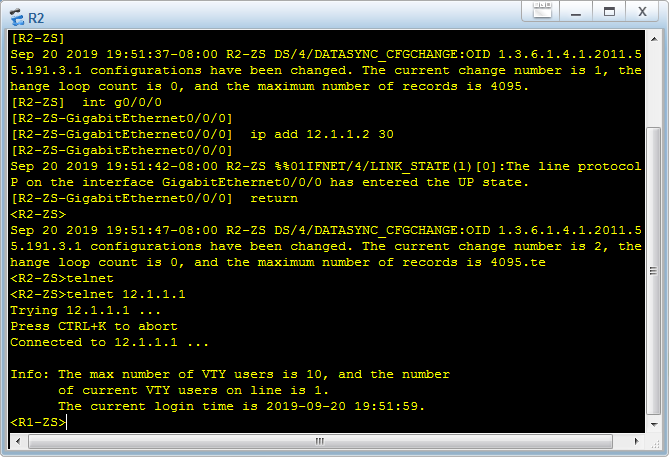 R2
[R2-ZS]
Sep 20 2019 19:51:37-08:00 R2-ZS DS/4/DATASYNC_CFGCHANGE:OID 1.3.6.1.4.1.2011.5
5.191.3.1 configurations have been changed. The current change number is 1, the
hange loop count is 0, and the maximum number of records is 4095.
[R2-ZS]  int g0/0/0
[R2-ZS-GigabitEthernet0/0/0]
[R2-ZS-GigabitEthernet0/0/0]  ip add 12.1.1.2 30
[R2-ZS-GigabitEthernet0/0/0]
Sep 20 2019 19:51:42-08:00 R2-ZS %%01IFNET/4/LINK_STATE(l)[0]:The line protocol
P on the interface GigabitEthernet0/0/0 has entered the UP state.
[R2-ZS-GigabitEthernet0/0/0]  return
<R2-ZS>
Sep 20 2019 19:51:47-08:00 R2-ZS DS/4/DATASYNC_CFGCHANGE:OID 1.3.6.1.4.1.2011.5
5.191.3.1 configurations have been changed. The current change number is 2, the
hange loop count is 0, and the maximum number of records is 4095.te
<R2-ZS>telnet
<R2-ZS>telnet 12.1.1.1
Trying 12.1.1.1 ...
Press CTRL+K to abort
Connected to 12.1.1.1 ...
Info: The max number of VTY users is 10, and the number
of current VTY users on line is 1.
The current login time is 2019-09-20 19:51:59.
<R1-ZS>